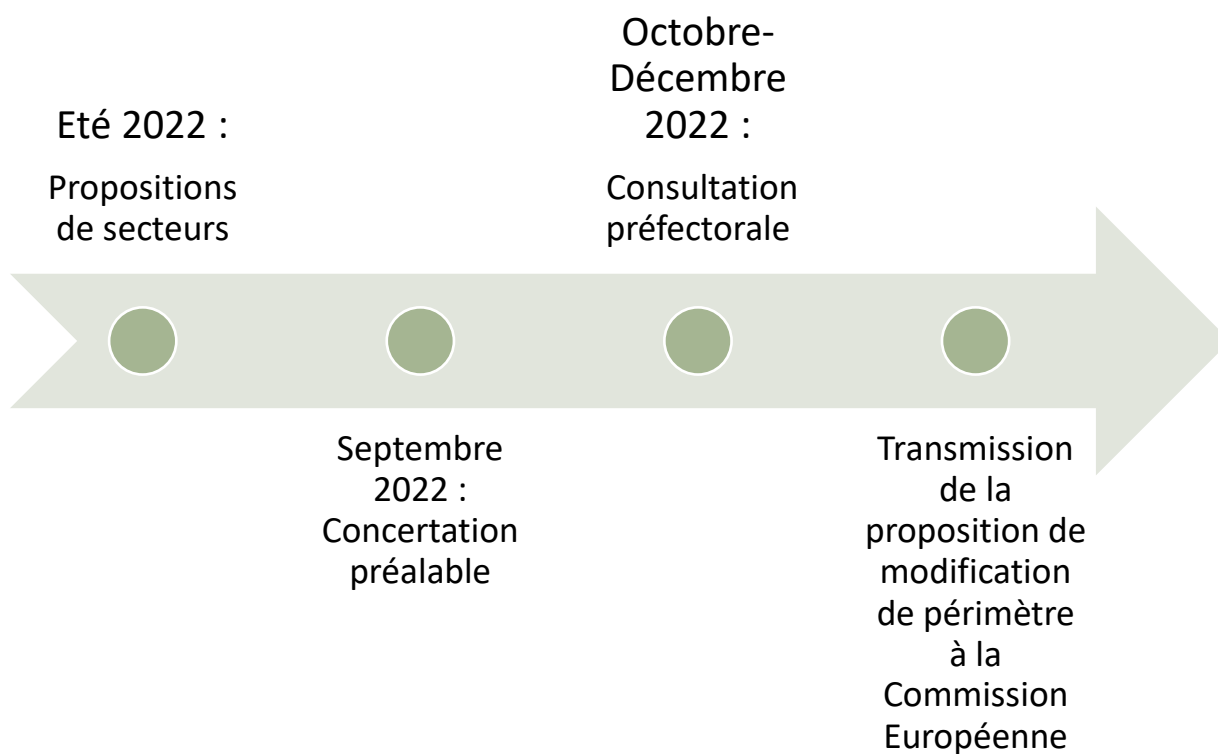 Eté 2022 :
Propositions
de secteurs
Septembre
2022 :
Concertation
préalable
Octobre-
Décembre
2022 :
Consultation
préfectorale
Transmission
de la
proposition de
modification
de périmètre
à la
Commission
Européenne